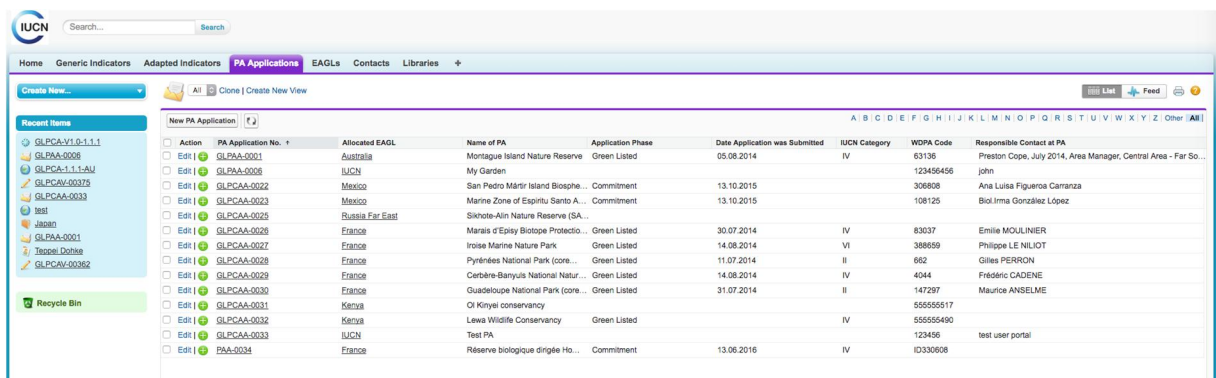 IUCN Search... Search
Home Generic Indicators Adapted Indicators PA Applications EAGLs Contacts Libraries +
Create New...
All Clone | Create New View List Feed
Recent Items
GLPCA-V1.0-1.1.1
GLPAA-0006
GLPCA-1.1.1-AU
GLPCAV-00375
GLPCAA-0033
test
Japan
GLPAA-0001
Teppei Dohke
GLPCAV-00362
Recycle Bin
New PA Application A | B | C | D | E | F | G | H | I | J | K | L | M | N | O | P | Q | R | S | T | U | V | W | X | Y | Z | Other | All
Action PA Application No. ↑ Allocated EAGL Name of PA Application Phase Date Application was Submitted IUCN Category WDPA Code Responsible Contact at PA
Edit | GLPAA-0001 Australia Montague Island Nature Reserve Green Listed 05.08.2014 IV 63136 Preston Cope, July 2014, Area Manager, Central Area - Far So...
Edit | GLPAA-0006 IUCN My Garden 123456456 john
Edit | GLPCAA-0022 Mexico San Pedro Mártir Island Biosphe... Commitment 13.10.2015 306808 Ana Luisa Figueroa Carranza
Edit | GLPCAA-0023 Mexico Marine Zone of Espiritu Santo A... Commitment 13.10.2015 108125 Biol.Irma González López
Edit | GLPCAA-0025 Russia Far East Sikhote-Alin Nature Reserve (SA...
Edit | GLPCAA-0026 France Marais d'Episy Biotope Protectio... Green Listed 30.07.2014 IV 83037 Emilie MOULINIER
Edit | GLPCAA-0027 France Iroise Marine Nature Park Green Listed 14.08.2014 VI 388659 Philippe LE NILIOT
Edit | GLPCAA-0028 France Pyrénées National Park (core... Green Listed 11.07.2014 II 662 Gilles PERRON
Edit | GLPCAA-0029 France Cerbère-Banyuls National Natur... Green Listed 14.08.2014 IV 4044 Frédéric CADENE
Edit | GLPCAA-0030 France Guadeloupe National Park (core... Green Listed 31.07.2014 II 147297 Maurice ANSELME
Edit | GLPCAA-0031 Kenya Ol Kinyei conservancy 555555517
Edit | GLPCAA-0032 Kenya Lewa Wildlife Conservancy Green Listed IV 555555490
Edit | GLPCAA-0033 IUCN Test PA 123456 test user portal
Edit | PAA-0034 France Réserve biologique dirigée Ho... Commitment 13.06.2016 IV ID330608